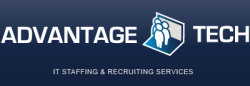 ADVANTAGE TECH
IT STAFFING & RECRUITING SERVICES